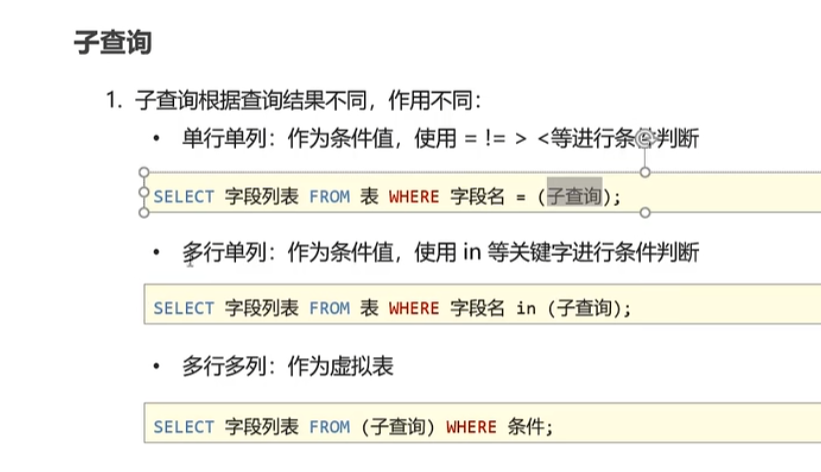 子查询
1. 子查询根据查询结果不同，作用不同：
• 单行单列：作为条件值，使用 = != > <等进行条件判断
SELECT 字段列表 FROM 表 WHERE 字段名 = (子查询);
• 多行单列：作为条件值，使用 in 等关键字进行条件判断
SELECT 字段列表 FROM 表 WHERE 字段名 in (子查询);
• 多行多列：作为虚拟表
SELECT 字段列表 FROM (子查询) WHERE 条件;